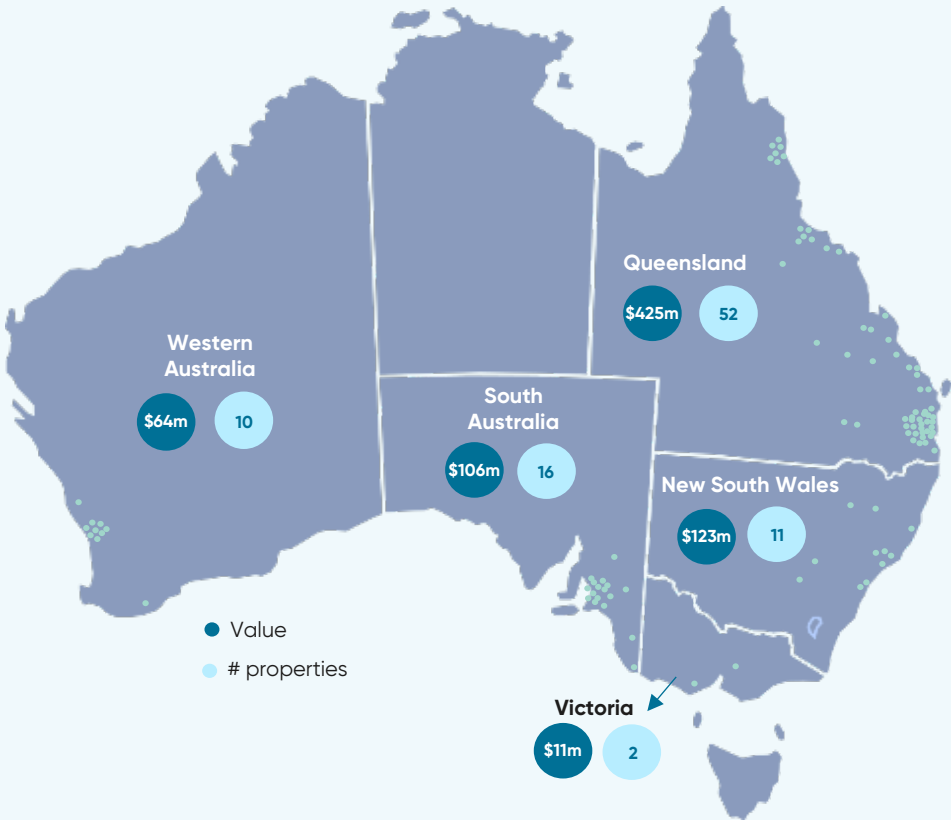 Queensland
$425m
52
Western
Australia
$64m
10
South
Australia
$106m
16
New South Wales
$123m
11
Value
# properties
Victoria
$11m
2